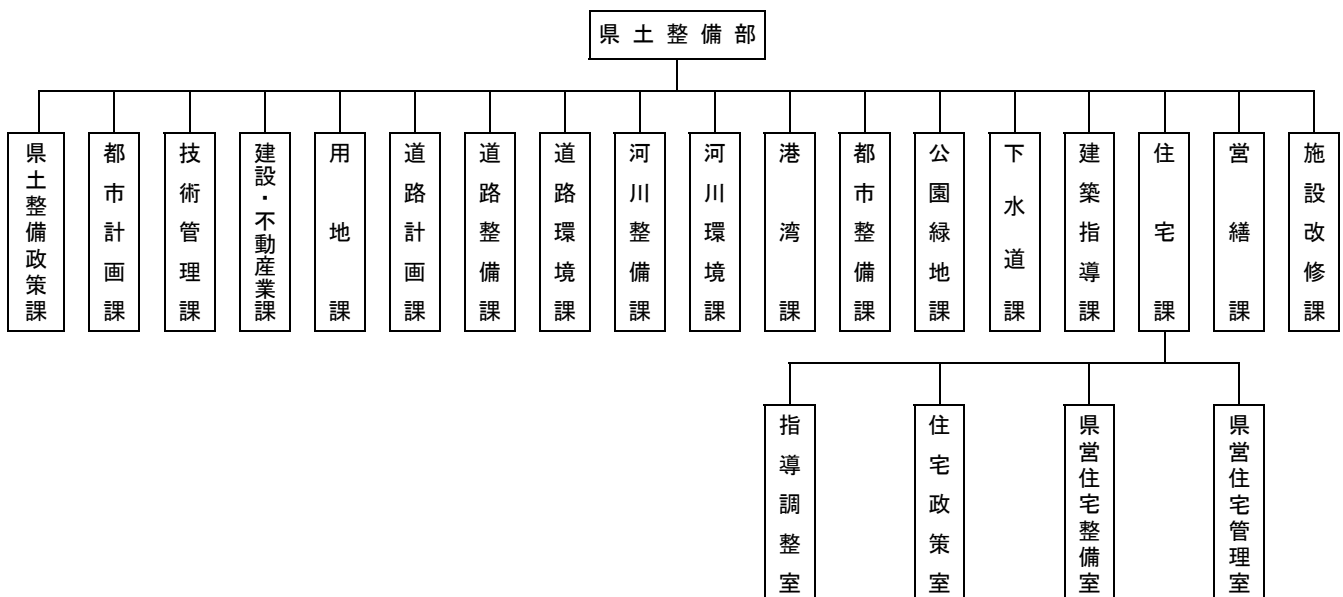 県土整備部
県土整備政策課
都市計画課
技術管理課
建設・不動産業課
用地課
道路計画課
道路整備課
道路環境課
河川整備課
河川環境課
港湾課
都市整備課
公園緑地課
下水道課
建築指導課
住宅課
営繕課
施設改修課
指導調整室
住宅政策室
県営住宅整備室
県営住宅管理室